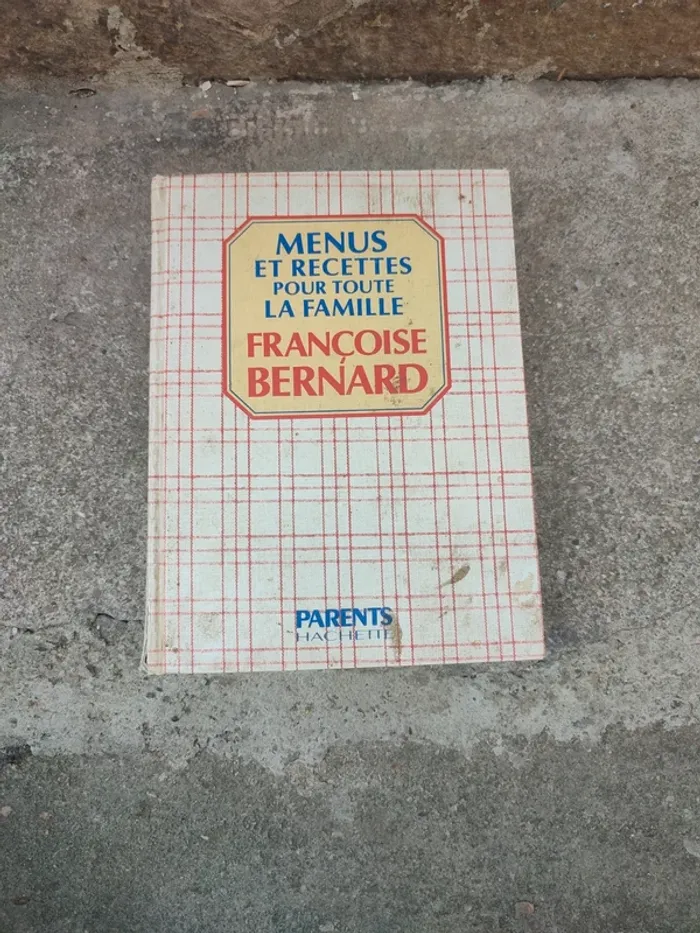 MENUS
ET RECETTES
POUR TOUTE
LA FAMILLE
FRANÇOISE
BERNARD
PARENTS
HACHETTE